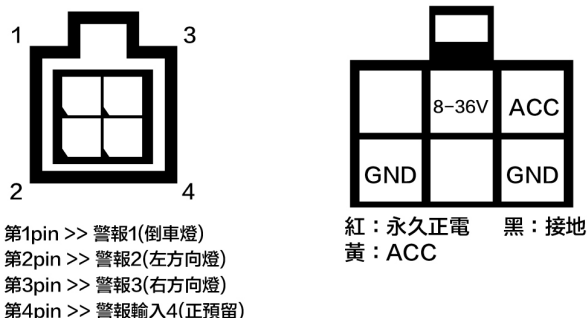 1
3
2
4
第1pin >> 警報1(倒車燈)
第2pin >> 警報2(左方向燈)
第3pin >> 警報3(右方向燈)
第4pin >> 警報輸入4(正預留)
8-36V
ACC
GND
GND
紅：永久正電 黑：接地
黃：ACC